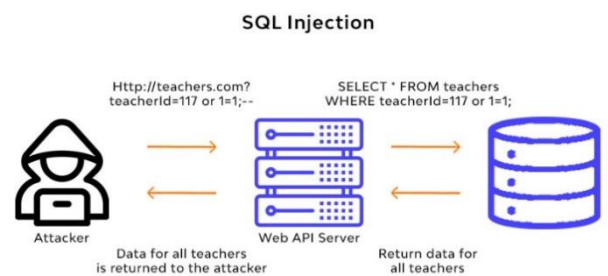 SQL Injection
Http://teachers.com?
teacherId=117 or 1=1;--
SELECT * FROM teachers
WHERE teacherId=117 or 1=1;
Attacker
Web API Server
Data for all teachers
is returned to the attacker
Return data for
all teachers